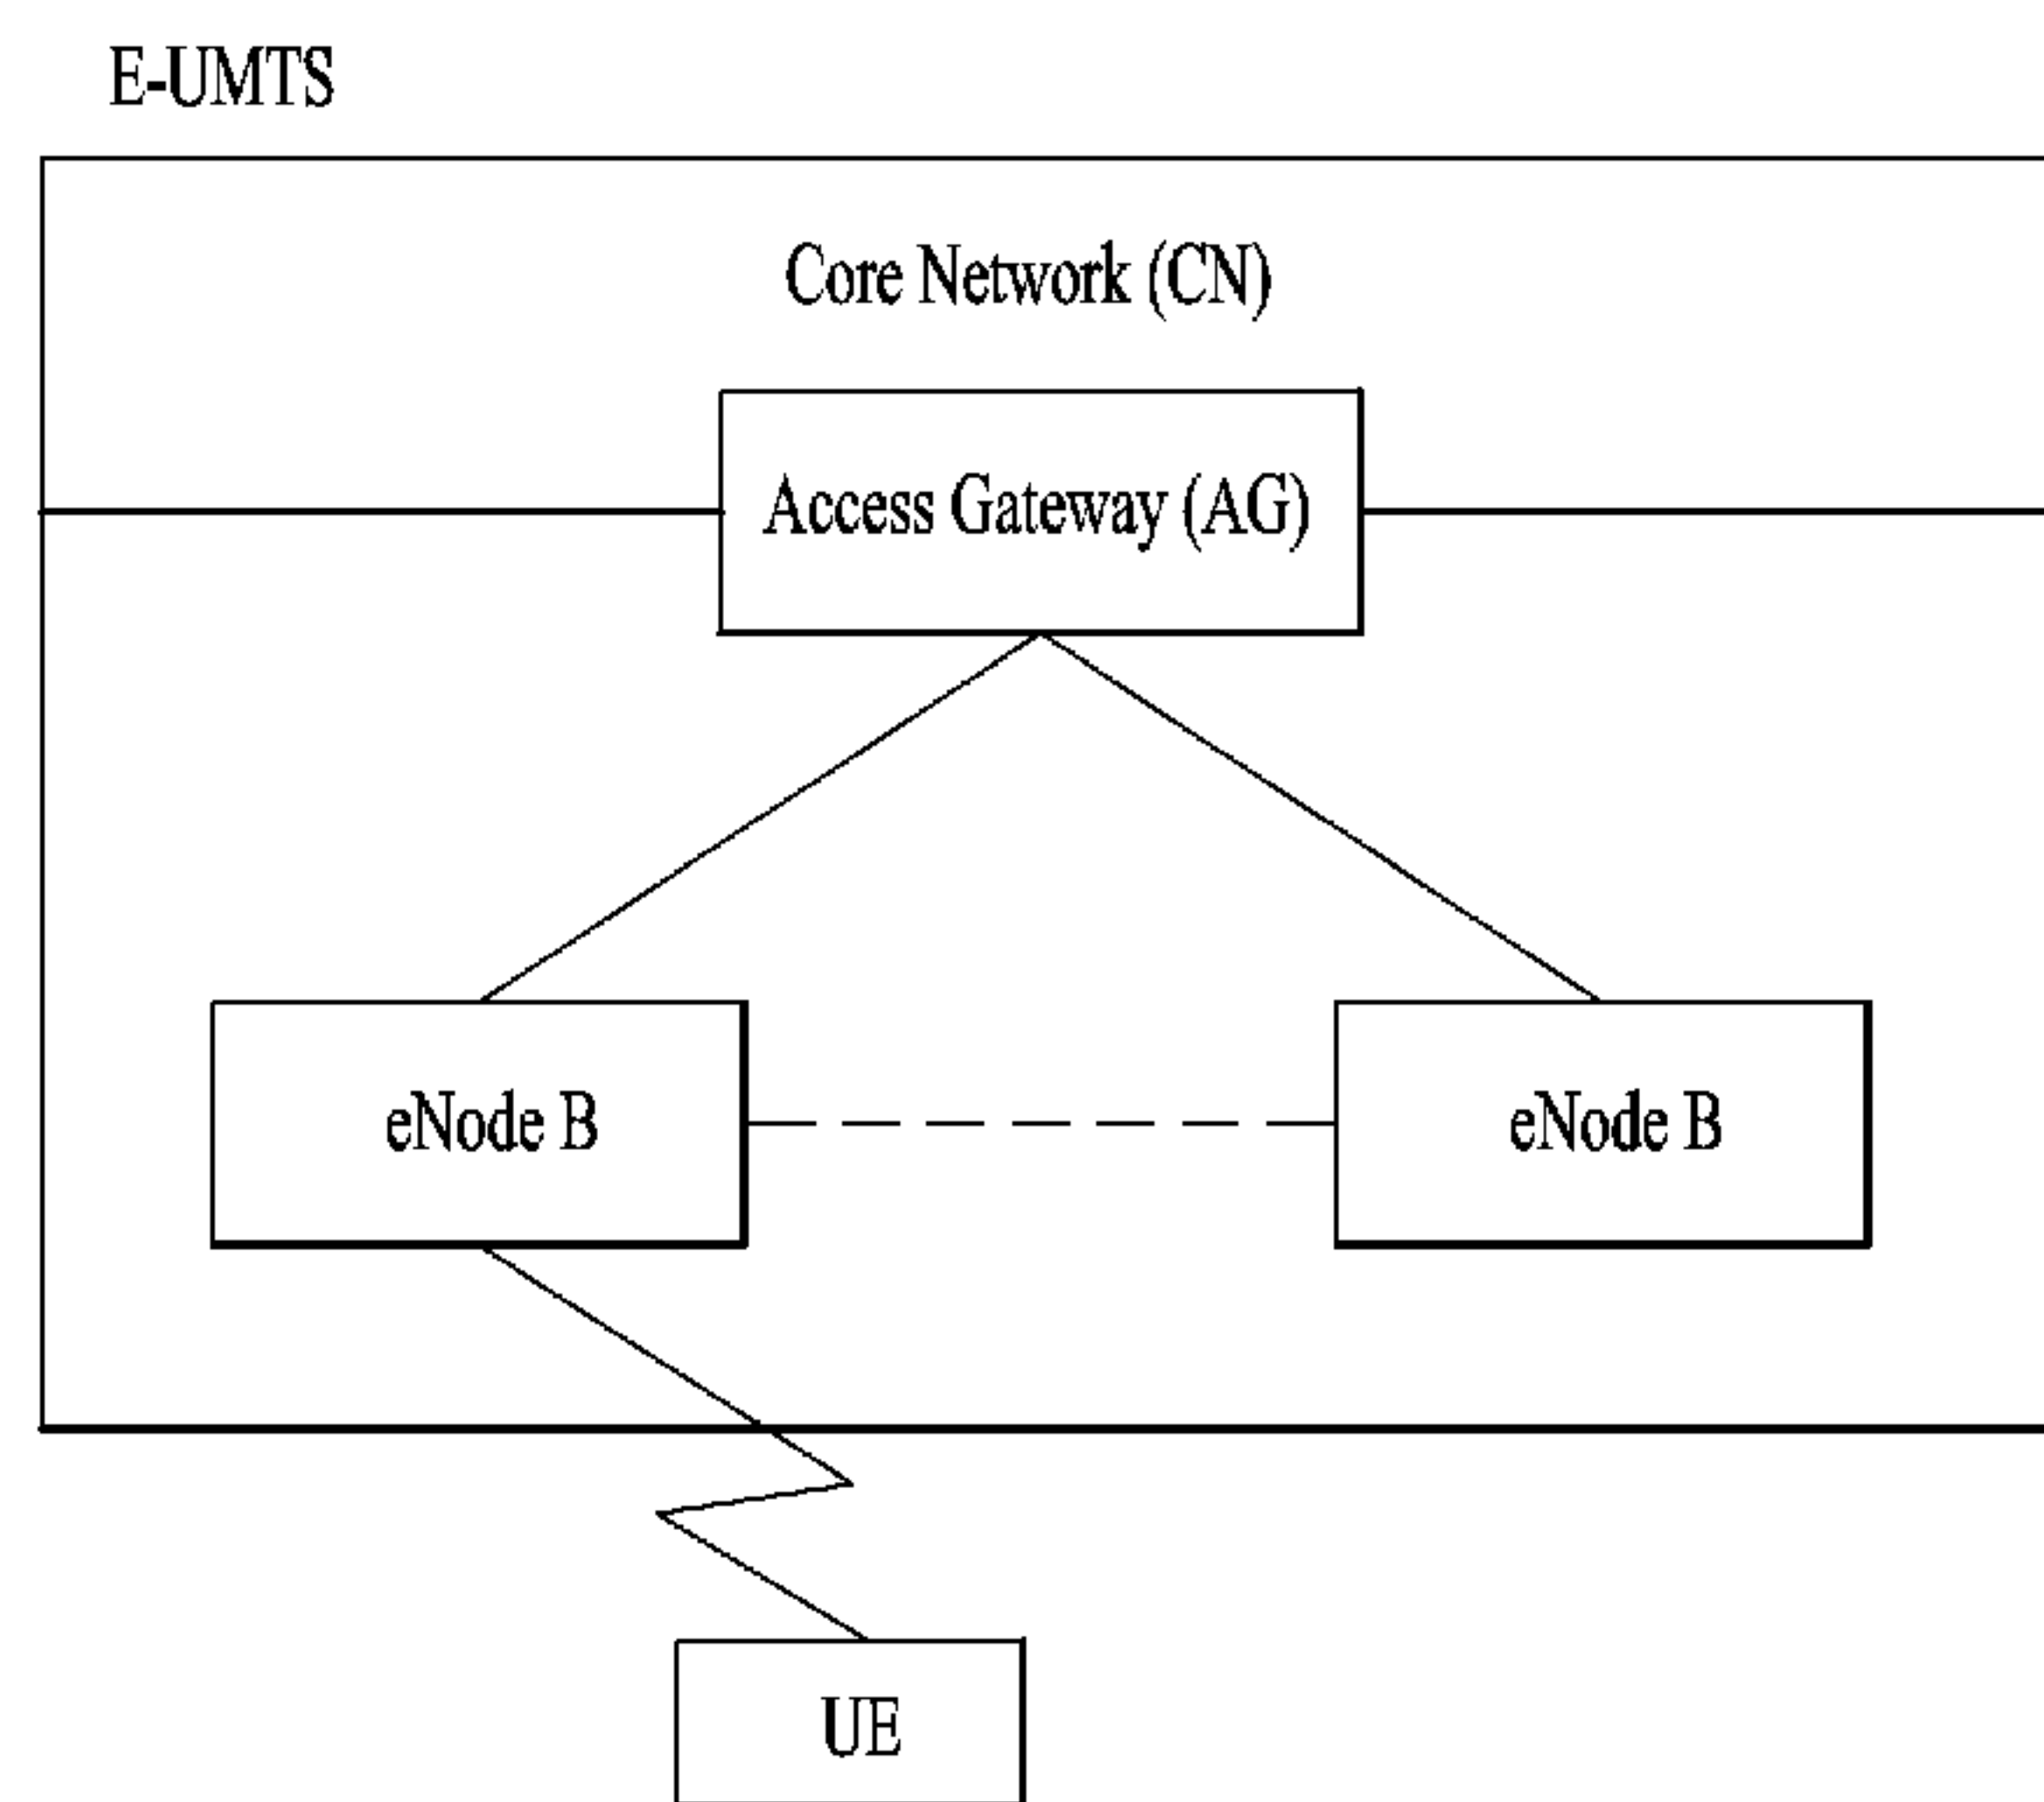 E-UMTS
Core Network (CN)
Access Gateway (AG)
eNode B
eNode B
UE